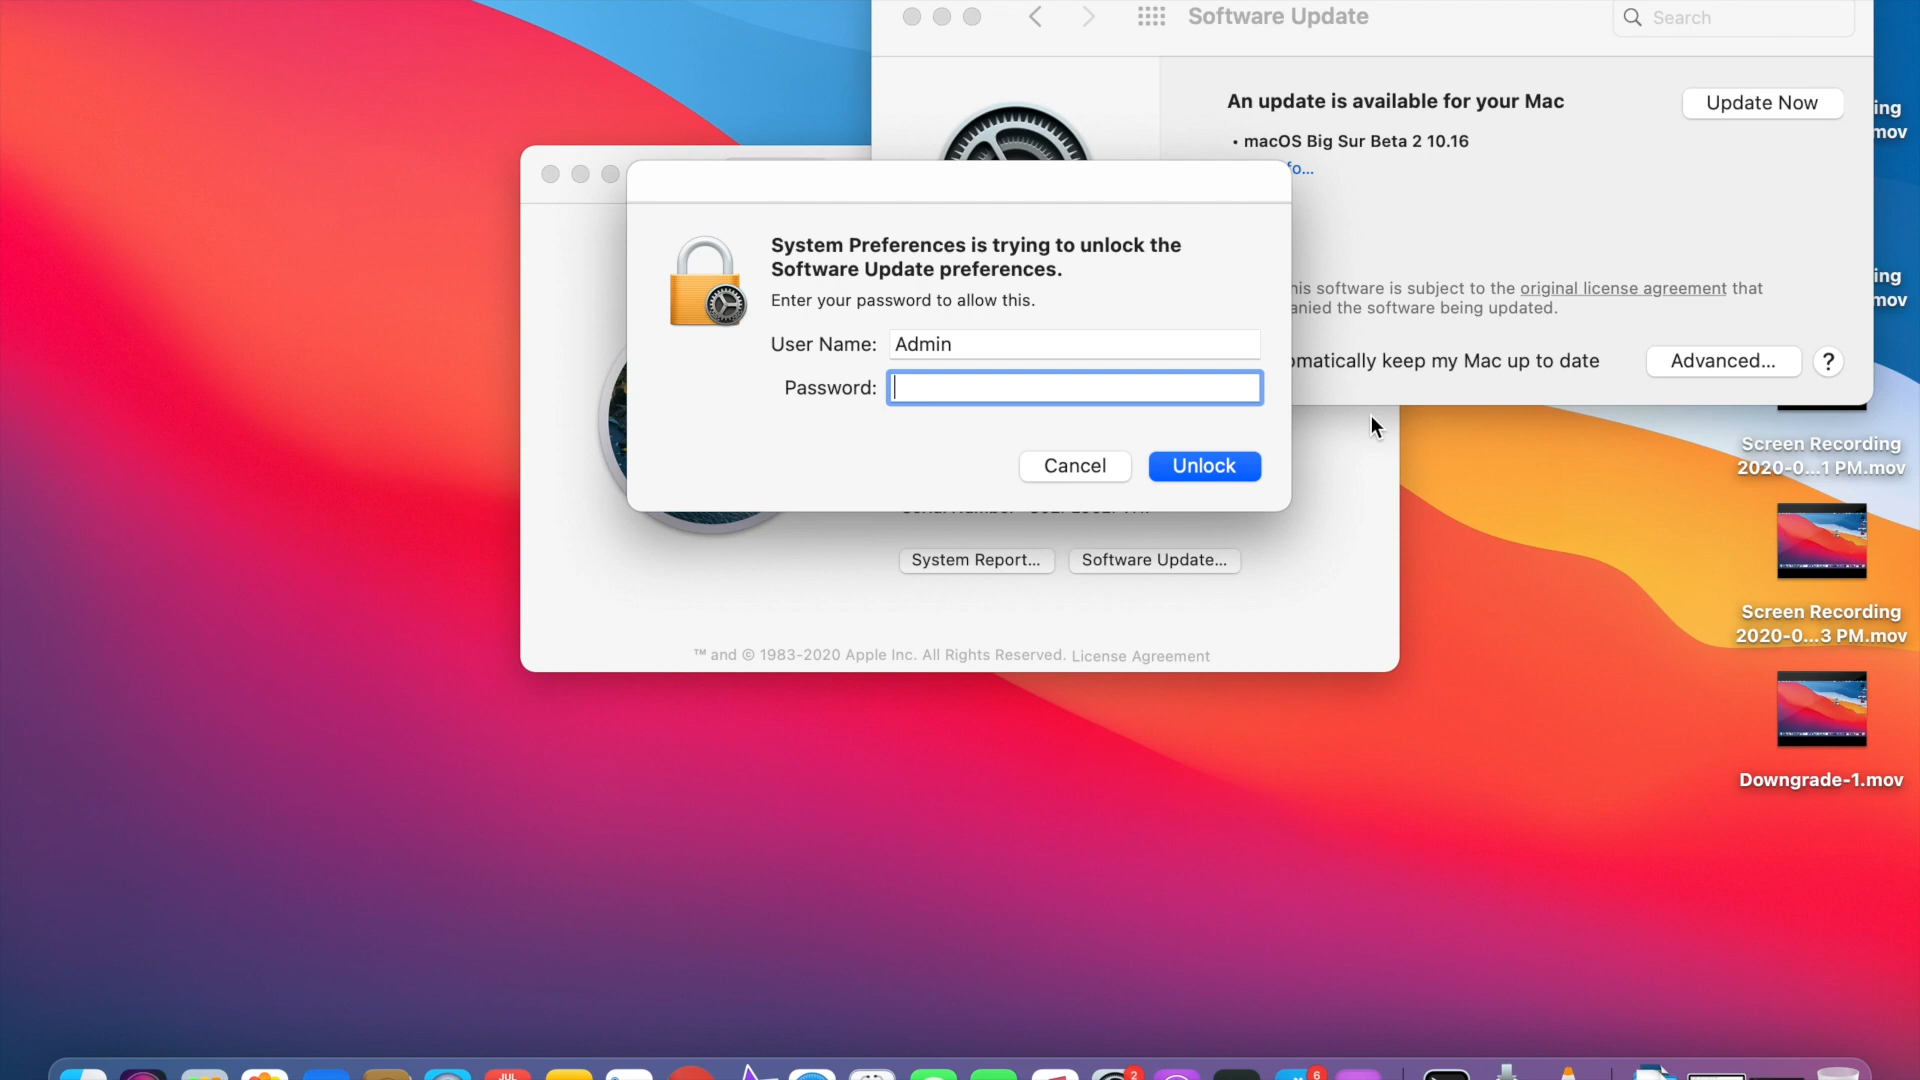 Software Update
Search
An update is available for your Mac
Update Now
• macOS Big Sur Beta 2 10.16
fo...
System Preferences is trying to unlock the
Software Update preferences.
Enter your password to allow this.
User Name: Admin
Password:
Cancel
Unlock
his software is subject to the original license agreement that
anied the software being updated.
omatically keep my Mac up to date
Advanced...
?
System Report...
Software Update...
™ and © 1983-2020 Apple Inc. All Rights Reserved. License Agreement
ing
mov
ing
mov
Screen Recording
2020-0...1 PM.mov
Screen Recording
2020-0...3 PM.mov
Downgrade-1.mov
JUL
2
6